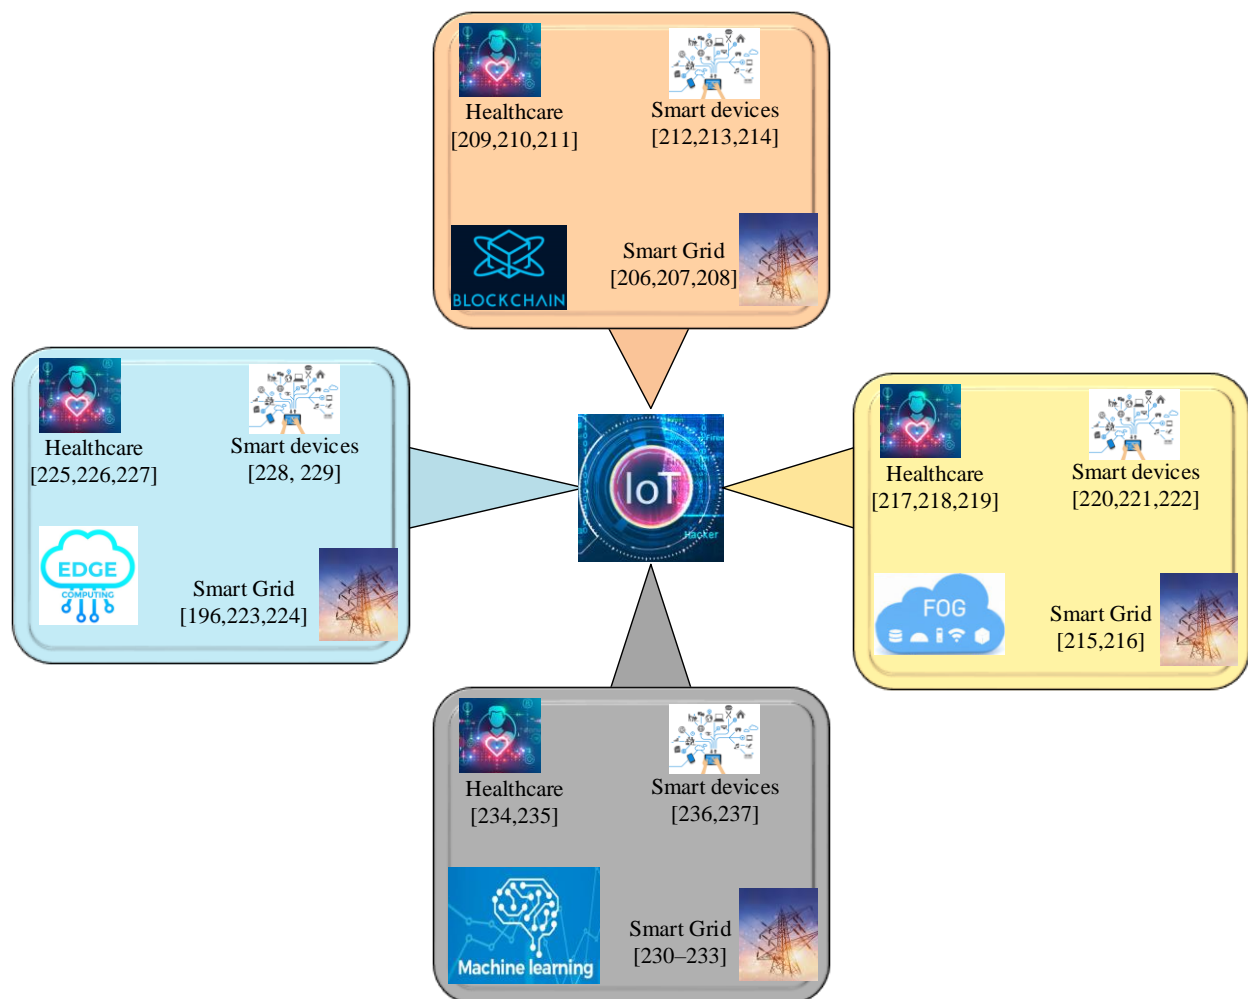 Healthcare
[209,210,211]
Smart devices
[212,213,214]
BLOCKCHAIN
Smart Grid
[206,207,208]
Healthcare
[225,226,227]
Smart devices
[228, 229]
EDGE
COMPUTING
Smart Grid
[196,223,224]
IoT
Hacker
Healthcare
[217,218,219]
Smart devices
[220,221,222]
FOG
Smart Grid
[215,216]
Healthcare
[234,235]
Smart devices
[236,237]
Machine learning
Smart Grid
[230–233]